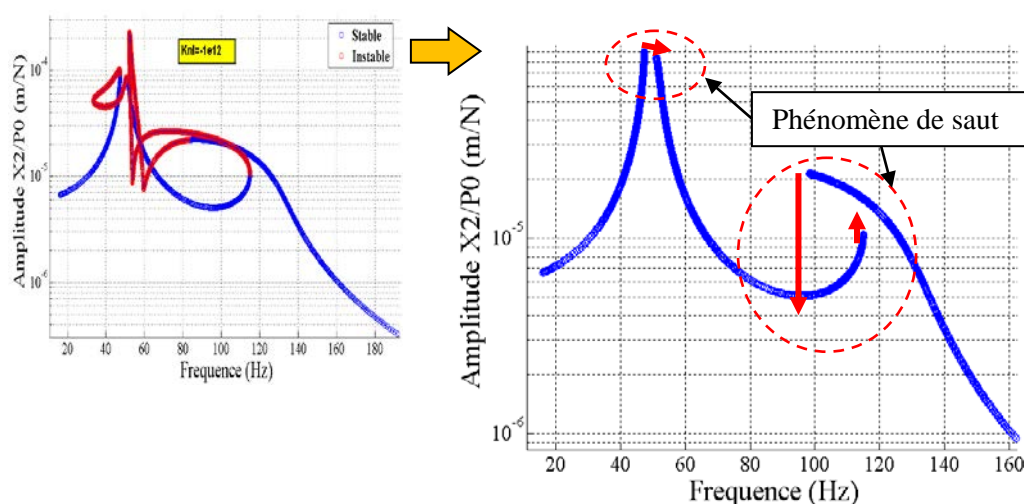 Knl=-1e12
Stable
Instable
10⁻⁴
10⁻⁵
10⁻⁶
Amplitude X2/P0 (m/N)
20 40 60 80 100 120 140 160 180
Frequence (Hz)
Phénomène de saut
10⁻⁵
10⁻⁶
Amplitude X2/P0 (m/N)
20 40 60 80 100 120 140 160
Frequence (Hz)